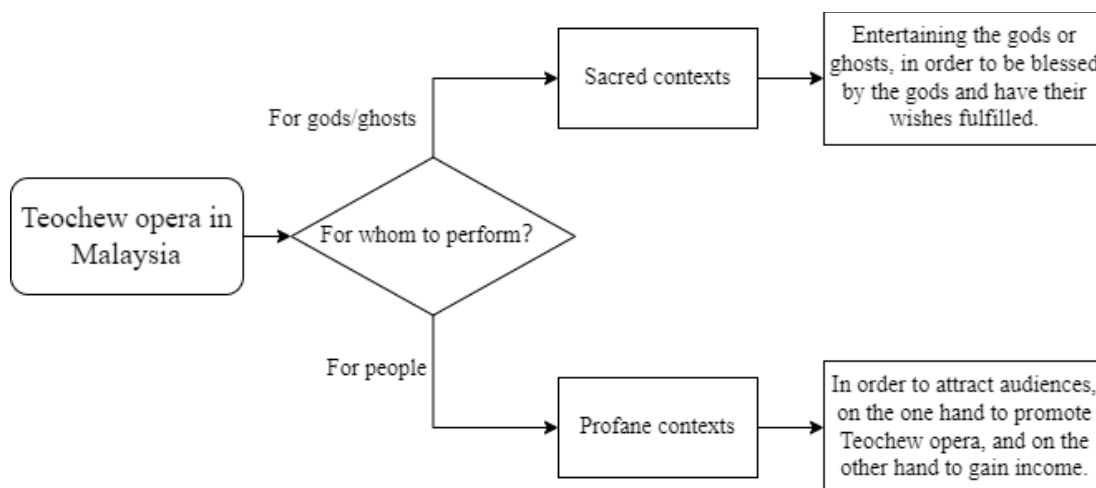 Entertaining the gods or
ghosts, in order to be blessed
by the gods and have their
wishes fulfilled.
Sacred contexts
For gods/ghosts
Teochew opera in
Malaysia
For whom to perform?
For people
Profane contexts
In order to attract audiences,
on the one hand to promote
Teochew opera, and on the
other hand to gain income.